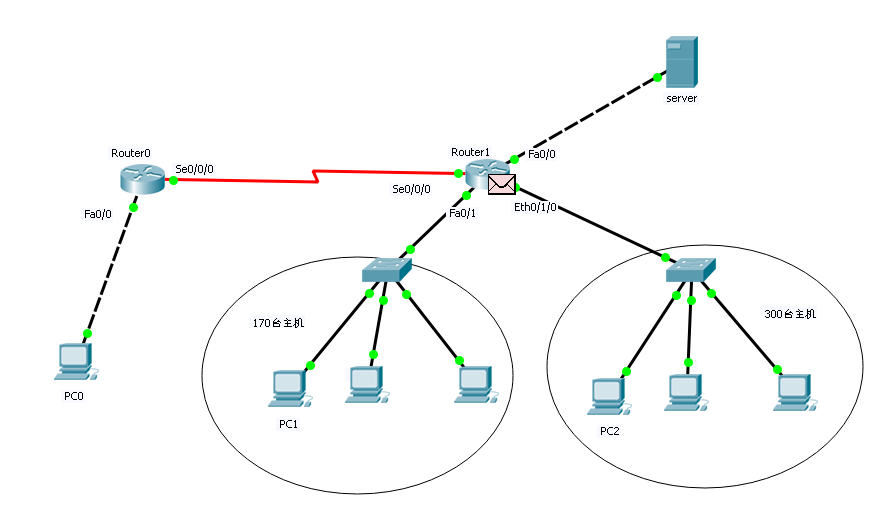 server
Router0
Router1
Fa0/0
Se0/0/0
Se0/0/0
Fa0/0
Fa0/1
Eth0/1/0
170台主机
300台主机
PC0
PC1
PC2